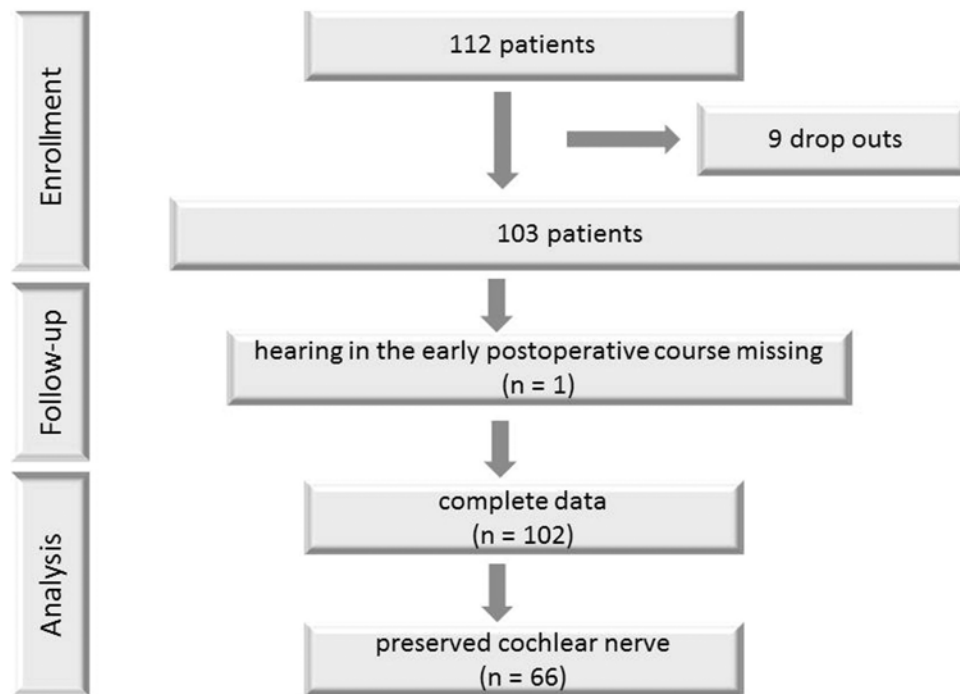 Enrollment
112 patients
9 drop outs
103 patients
Follow-up
hearing in the early postoperative course missing
(n = 1)
Analysis
complete data
(n = 102)
preserved cochlear nerve
(n = 66)